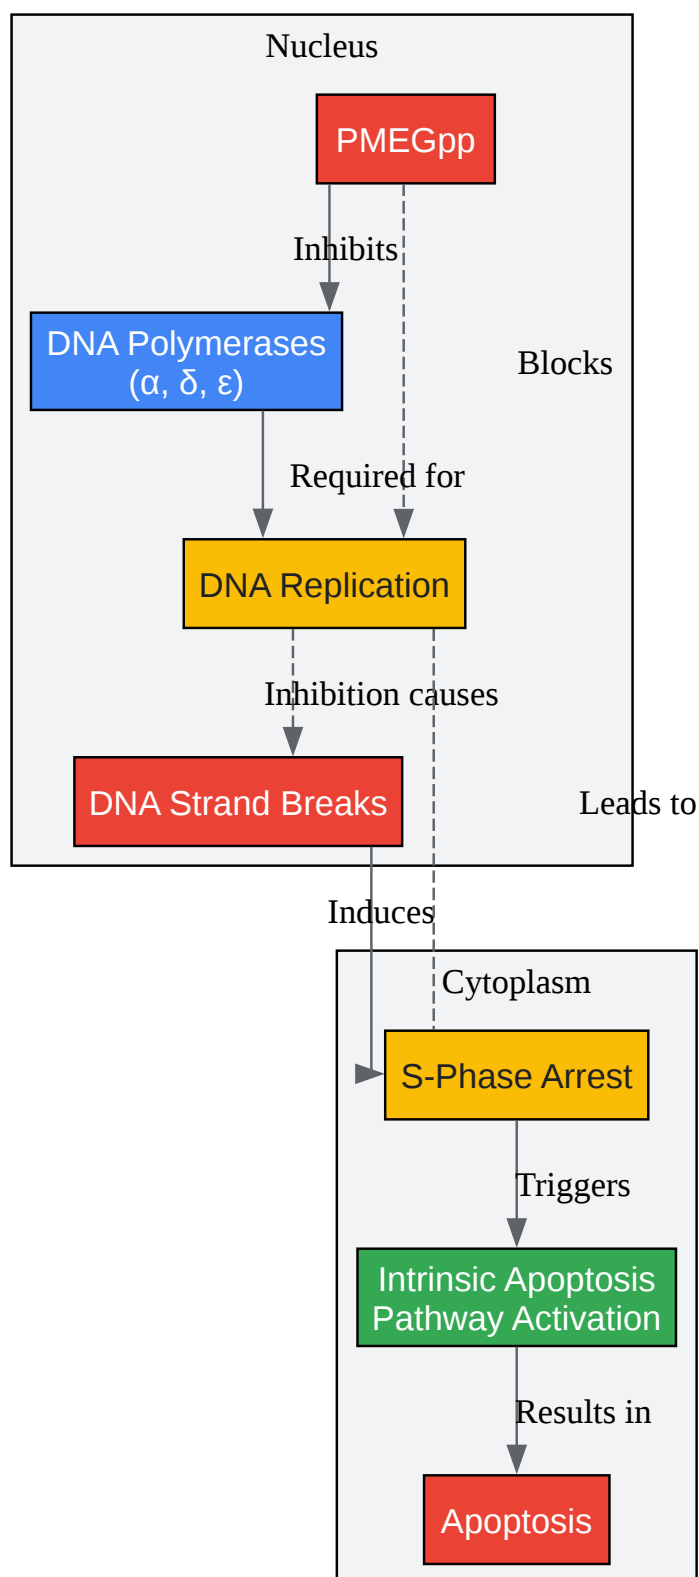 Nucleus
PMEGpp
Inhibits
DNA Polymerases
(α, δ, ε)
Blocks
Required for
DNA Replication
Inhibition causes
DNA Strand Breaks
Leads to
Induces
Cytoplasm
S-Phase Arrest
Triggers
Intrinsic Apoptosis
Pathway Activation
Results in
Apoptosis